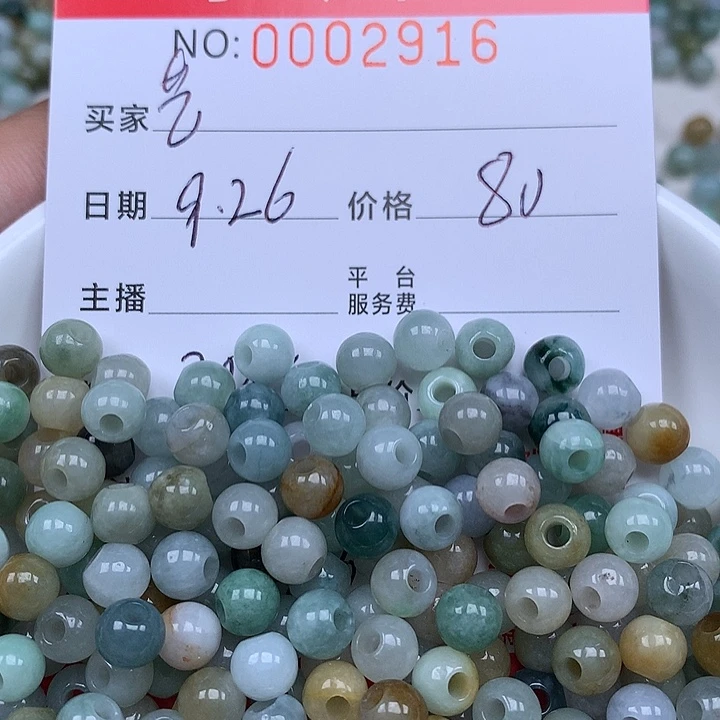 NO: 0002916
买家
日期 9.26 价格 80
主播 平台
服务费